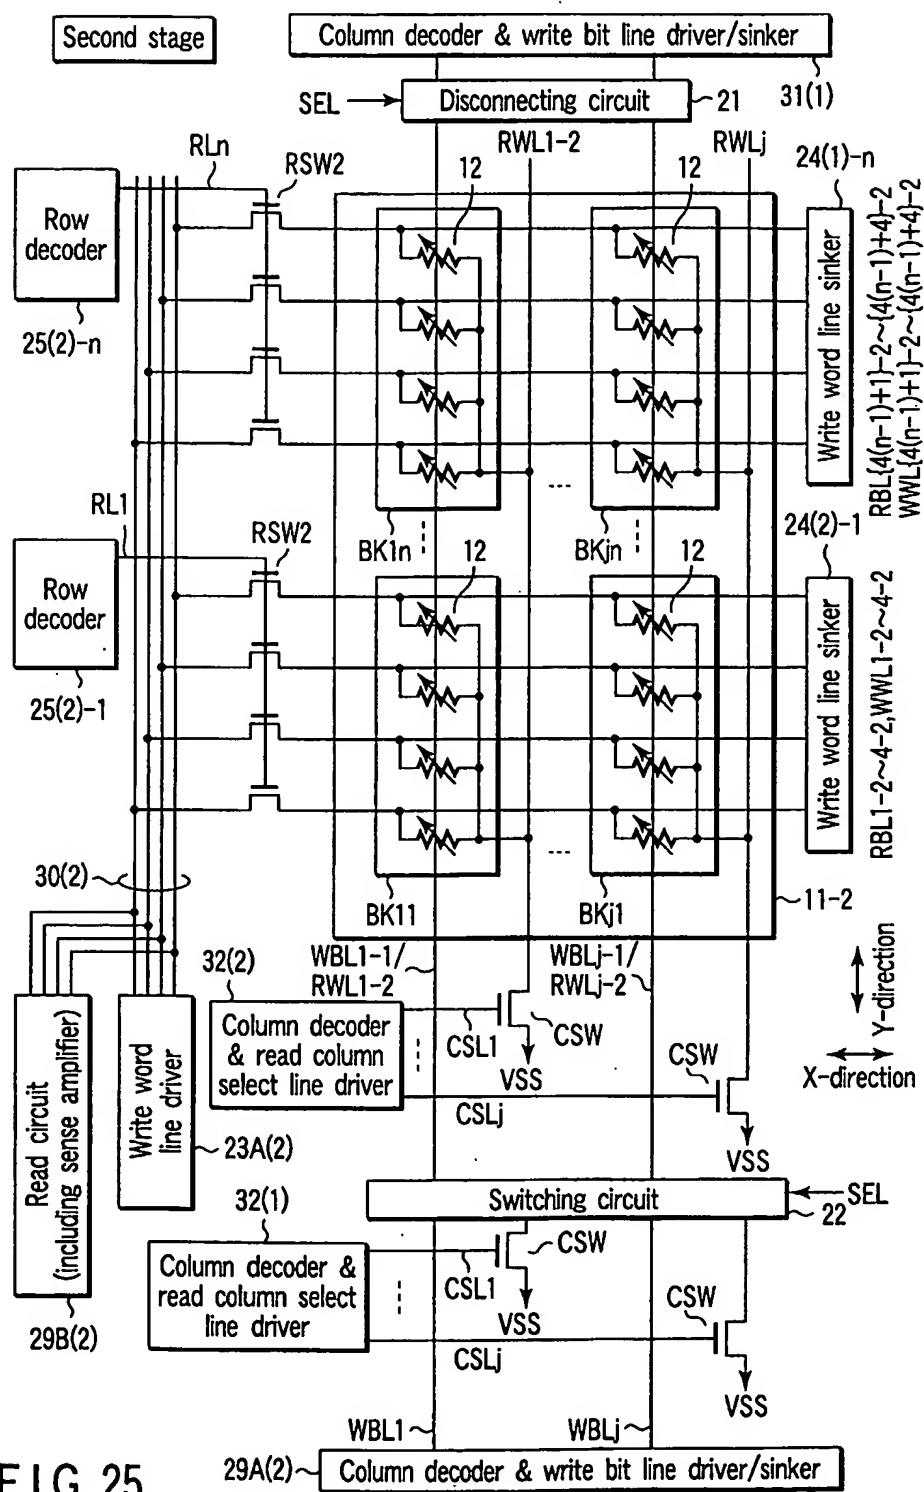 Second stage
Column decoder & write bit line driver/sinker
31(1)
SEL
Disconnecting circuit
21
RWL1-2
RWLj
RLn
RSW2
12
12
24(1)-n
Row
decoder
25(2)-n
Write word line sinker
RBL{4(n-1)+1}-2~{4(n-1)+4}-2
WWL{4(n-1)+1}-2~{4(n-1)+4}-2
...
RL1
RSW2
BK1n
12
BKjn
12
24(2)-1
Row
decoder
25(2)-1
Write word line sinker
RBL1-2~4-2,WWL1-2~4-2
...
30(2)
BK11
BKj1
11-2
WBL1-1/
RWL1-2
WBLj-1/
RWLj-2
Y-direction
X-direction
32(2)
Column decoder
& read column
select line driver
CSL1
CSW
VSS
CSW
CSLj
VSS
Read circuit
(including sense amplifier)
29B(2)
Write word
line driver
23A(2)
Switching circuit
SEL
22
32(1)
Column decoder &
read column select
line driver
CSL1
CSW
VSS
CSW
CSLj
VSS
WBL1
WBLj
29A(2)
Column decoder & write bit line driver/sinker
FIG. 25